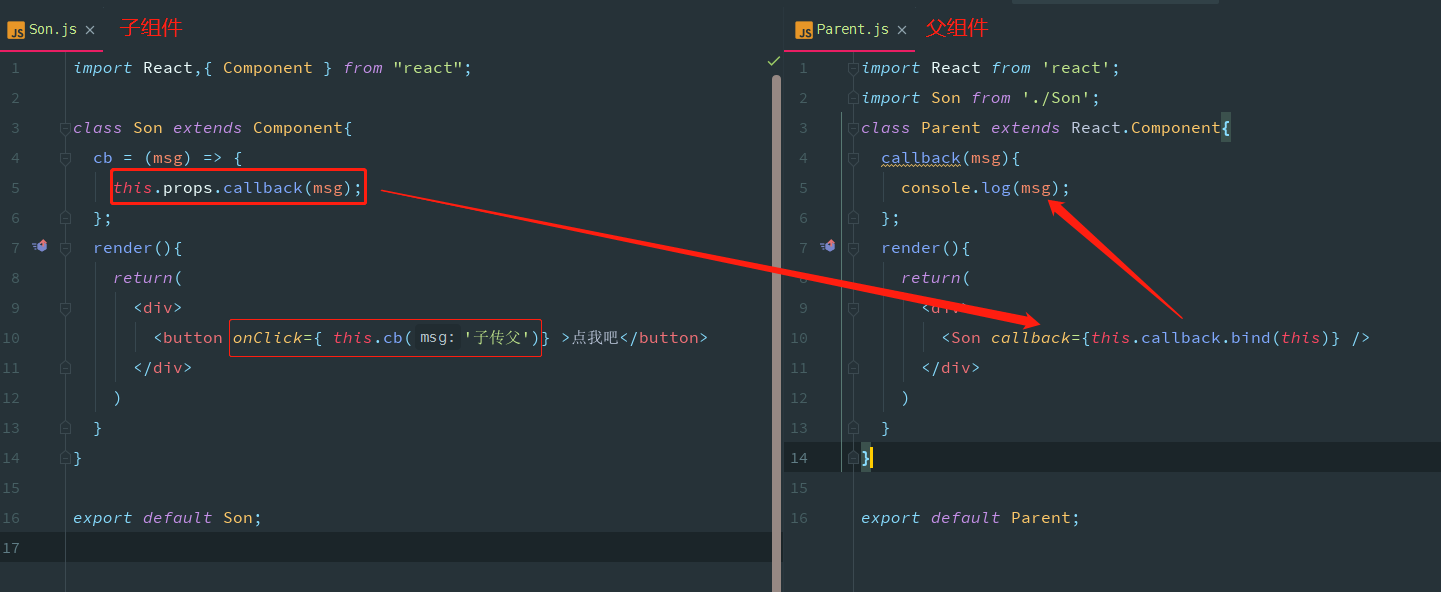 Son.js × 子组件
1 import React,{ Component } from "react";
2
3 class Son extends Component{
4 cb = (msg) => {
5 this.props.callback(msg);
6 };
7 render(){
8 return(
9 <div>
10 <button onClick={ this.cb( msg: '子传父')} >点我吧</button>
11 </div>
12 )
13 }
14 }
15
16 export default Son;
17
Parent.js × 父组件
1 import React from 'react';
2 import Son from './Son';
3 class Parent extends React.Component{
4 callback(msg){
5 console.log(msg);
6 };
7 render(){
8 return(
9 <div>
10 <Son callback={this.callback.bind(this)} />
11 </div>
12 )
13 }
14 }
15
16 export default Parent;